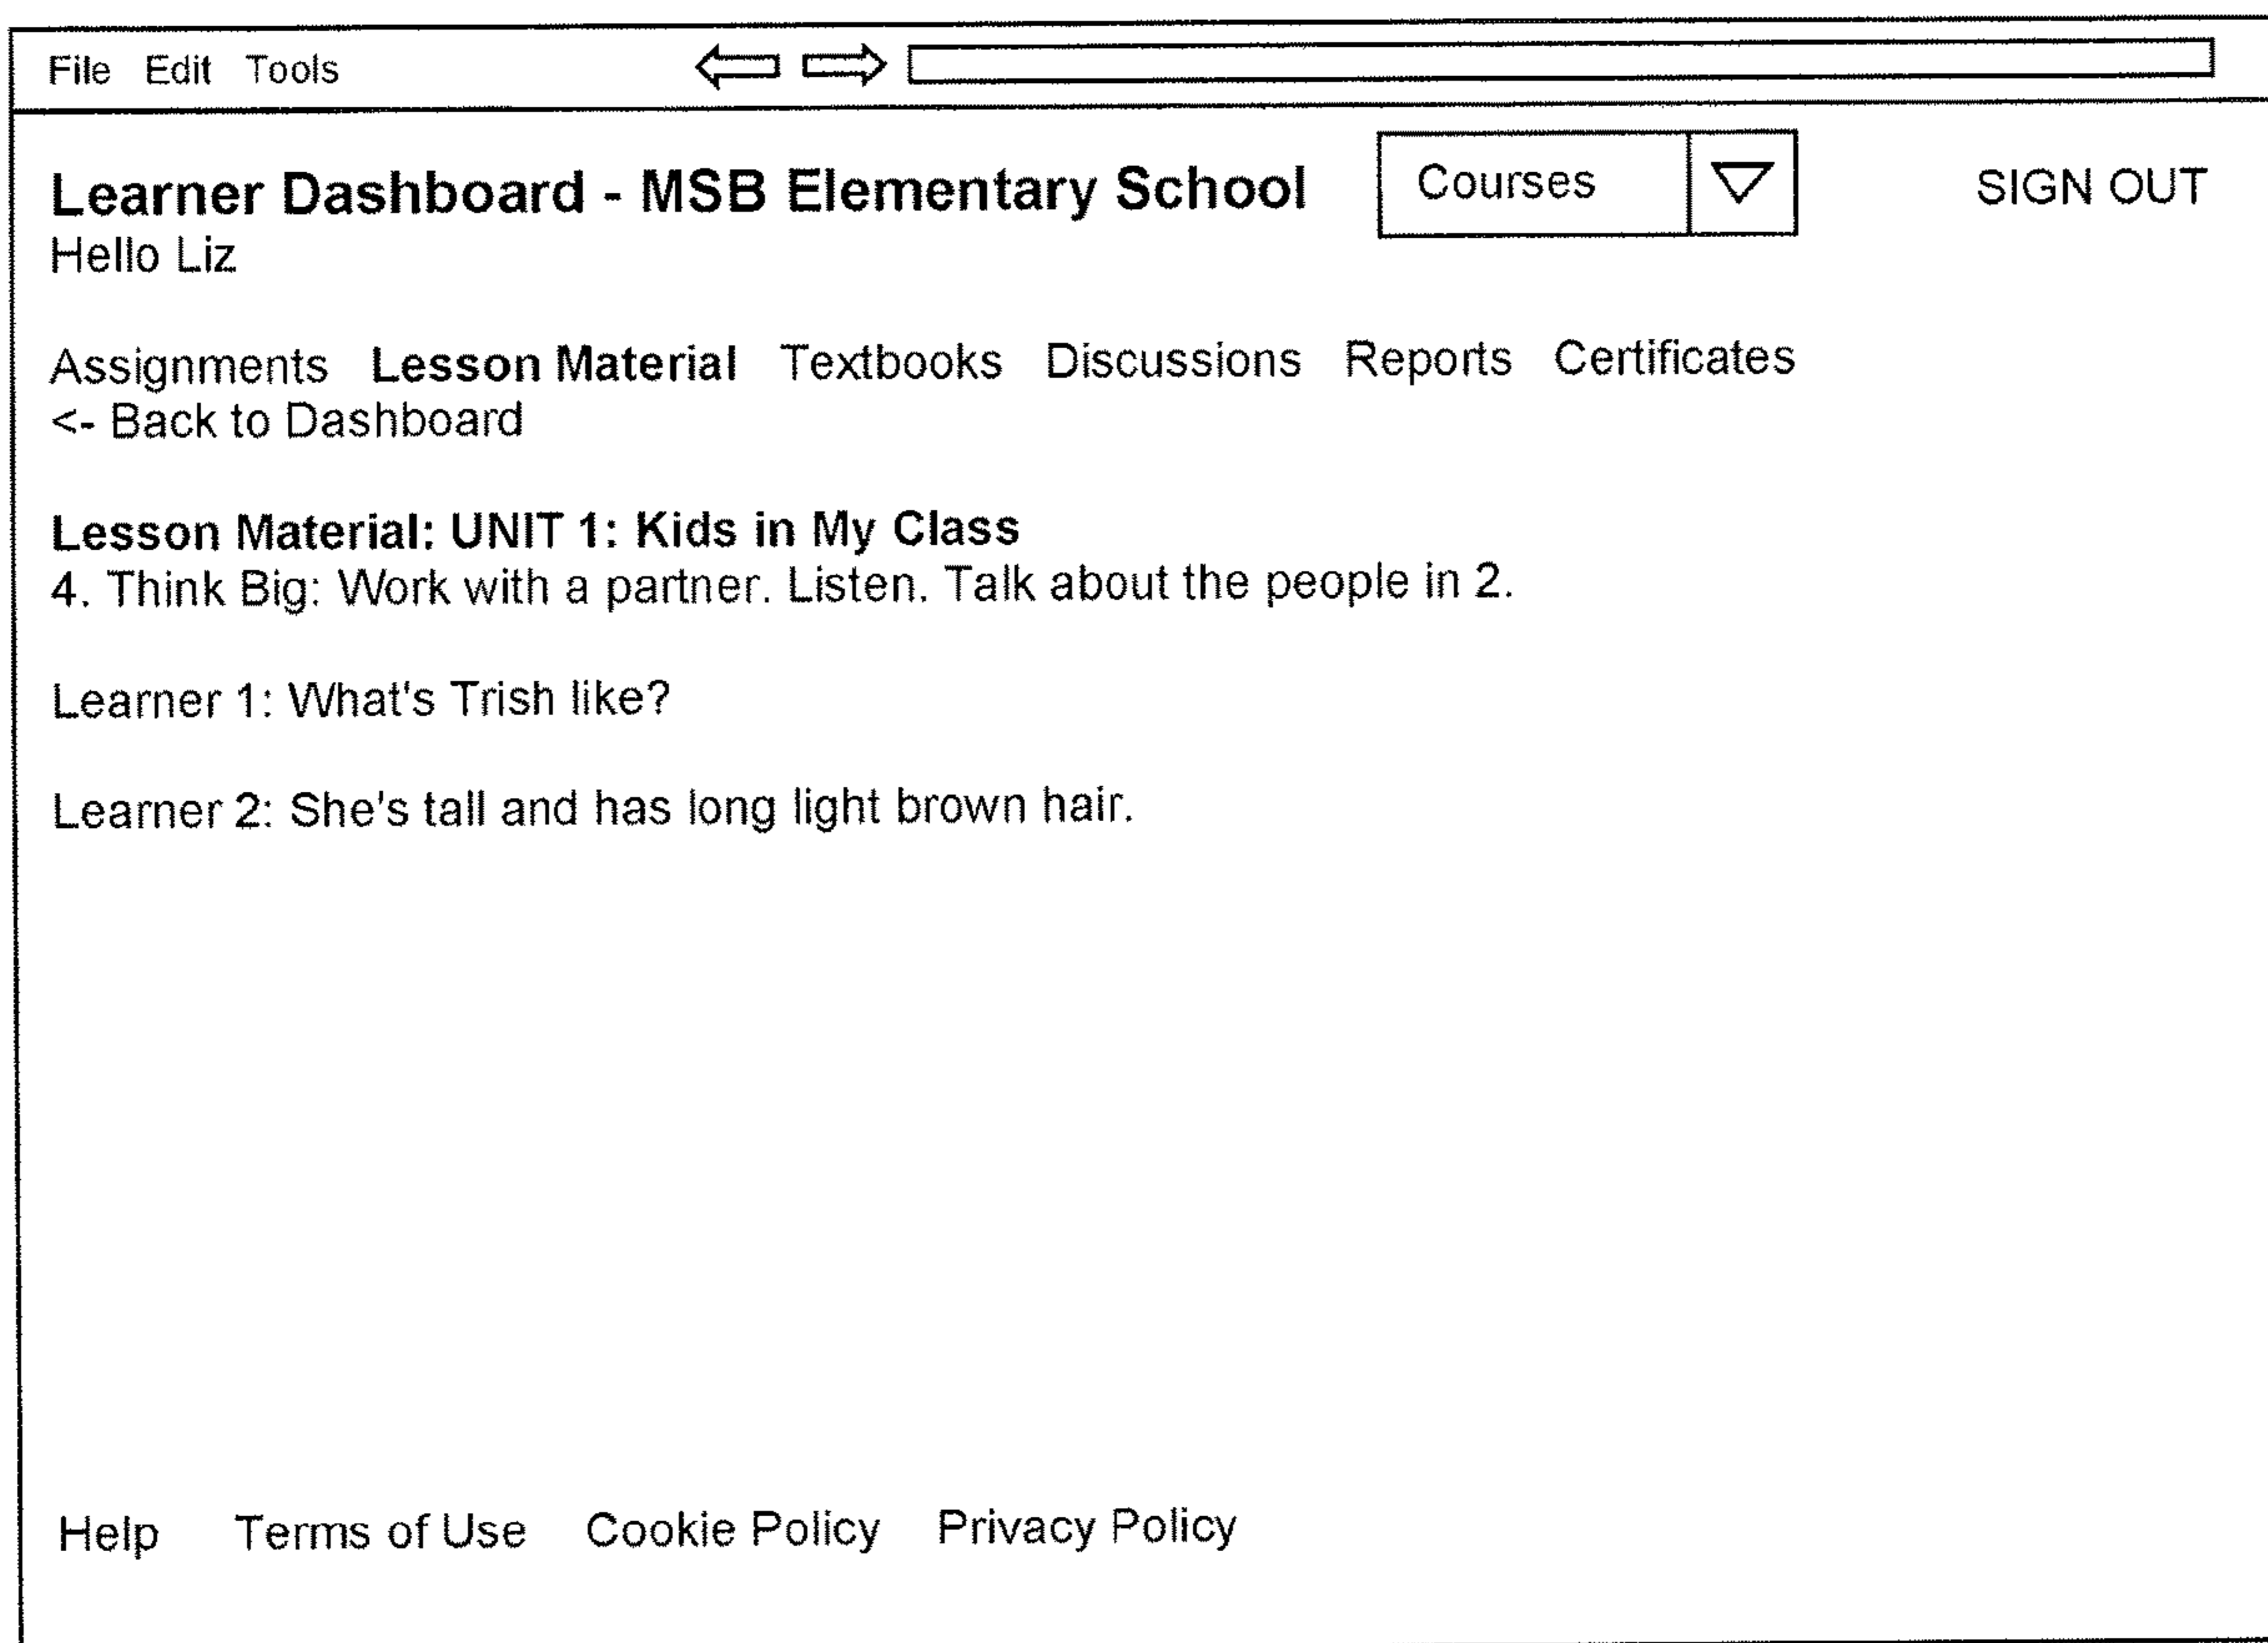 File Edit Tools
Learner Dashboard - MSB Elementary School Courses SIGN OUT
Hello Liz
Assignments Lesson Material Textbooks Discussions Reports Certificates
<- Back to Dashboard
Lesson Material: UNIT 1: Kids in My Class
4. Think Big: Work with a partner. Listen. Talk about the people in 2.
Learner 1: What's Trish like?
Learner 2: She's tall and has long light brown hair.
Help Terms of Use Cookie Policy Privacy Policy